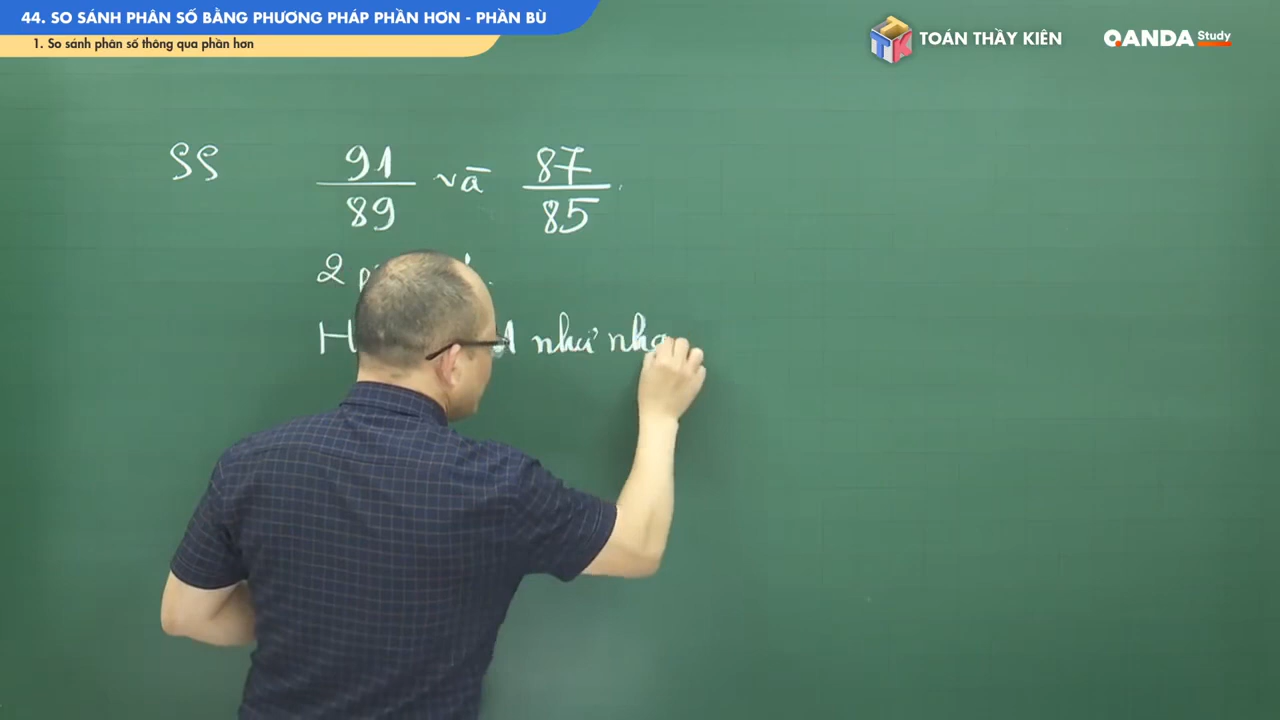 44. SO SÁNH PHÂN SỐ BẰNG PHƯƠNG PHÁP PHẦN HƠN - PHẦN BÙ
1. So sánh phân số thông qua phần hơn
TTK TOÁN THẦY KIÊN
QANDA Study
SS 91/89 và 87/85
2
như